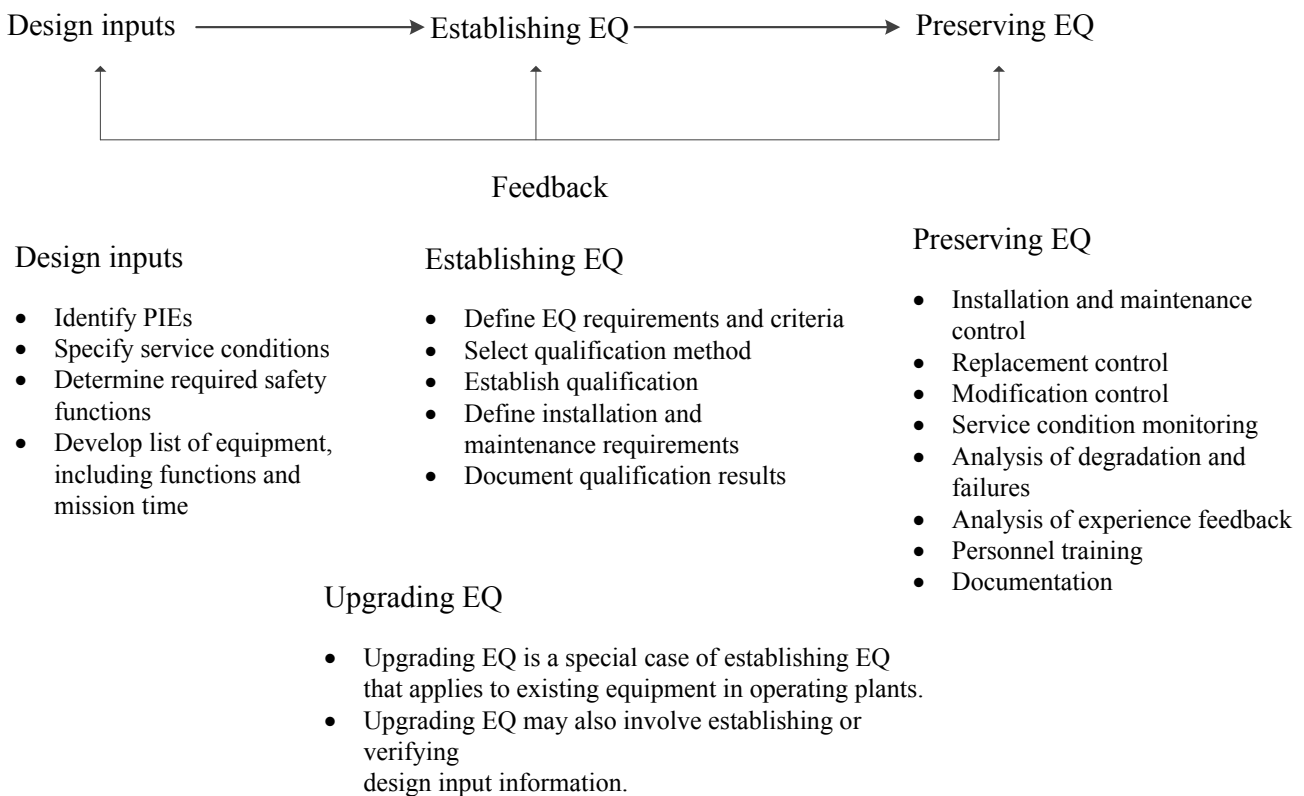 Design inputs
Establishing EQ
Preserving EQ
Feedback
Design inputs
• Identify PIEs
• Specify service conditions
• Determine required safety
functions
• Develop list of equipment,
including functions and
mission time
Establishing EQ
• Define EQ requirements and criteria
• Select qualification method
• Establish qualification
• Define installation and
maintenance requirements
• Document qualification results
Preserving EQ
• Installation and maintenance
control
• Replacement control
• Modification control
• Service condition monitoring
• Analysis of degradation and
failures
• Analysis of experience feedback
• Personnel training
• Documentation
Upgrading EQ
• Upgrading EQ is a special case of establishing EQ
that applies to existing equipment in operating plants.
• Upgrading EQ may also involve establishing or
verifying
design input information.